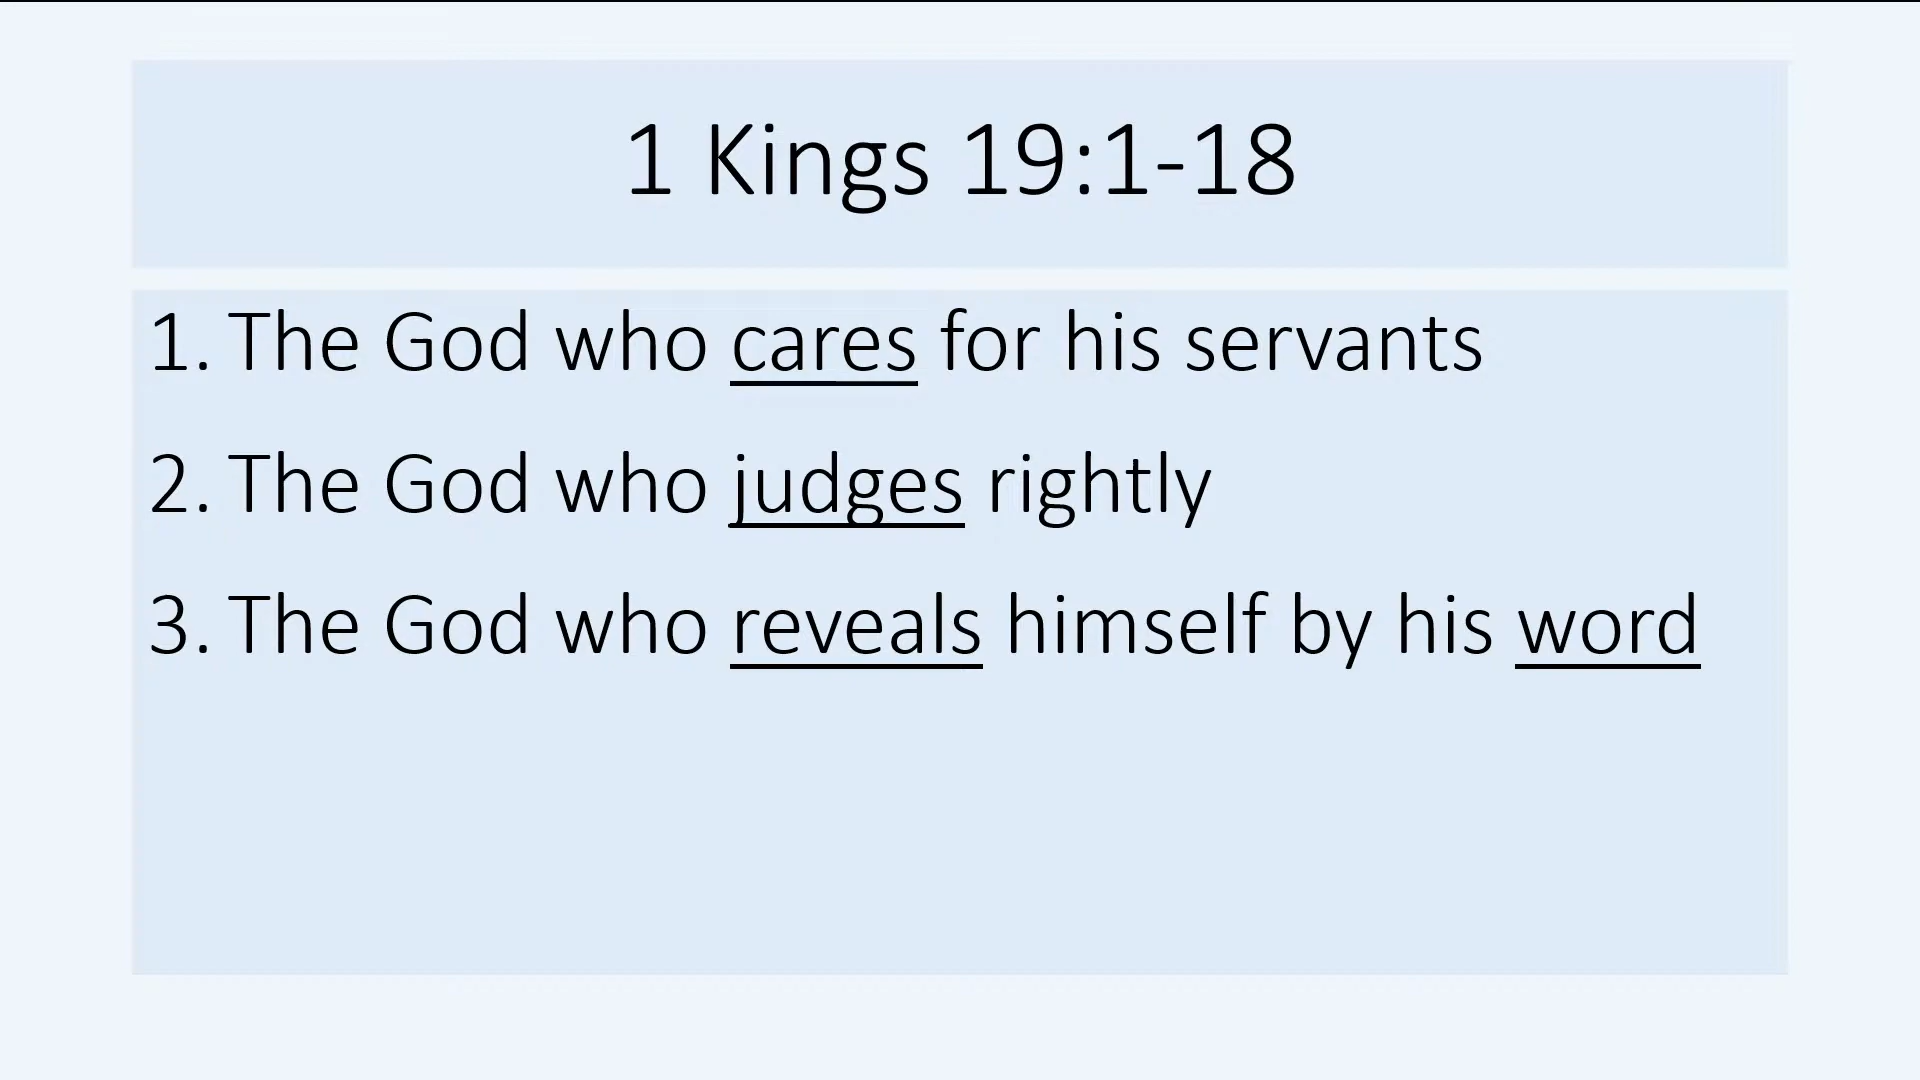 1 Kings 19:1-18
1. The God who cares for his servants
2. The God who judges rightly
3. The God who reveals himself by his word